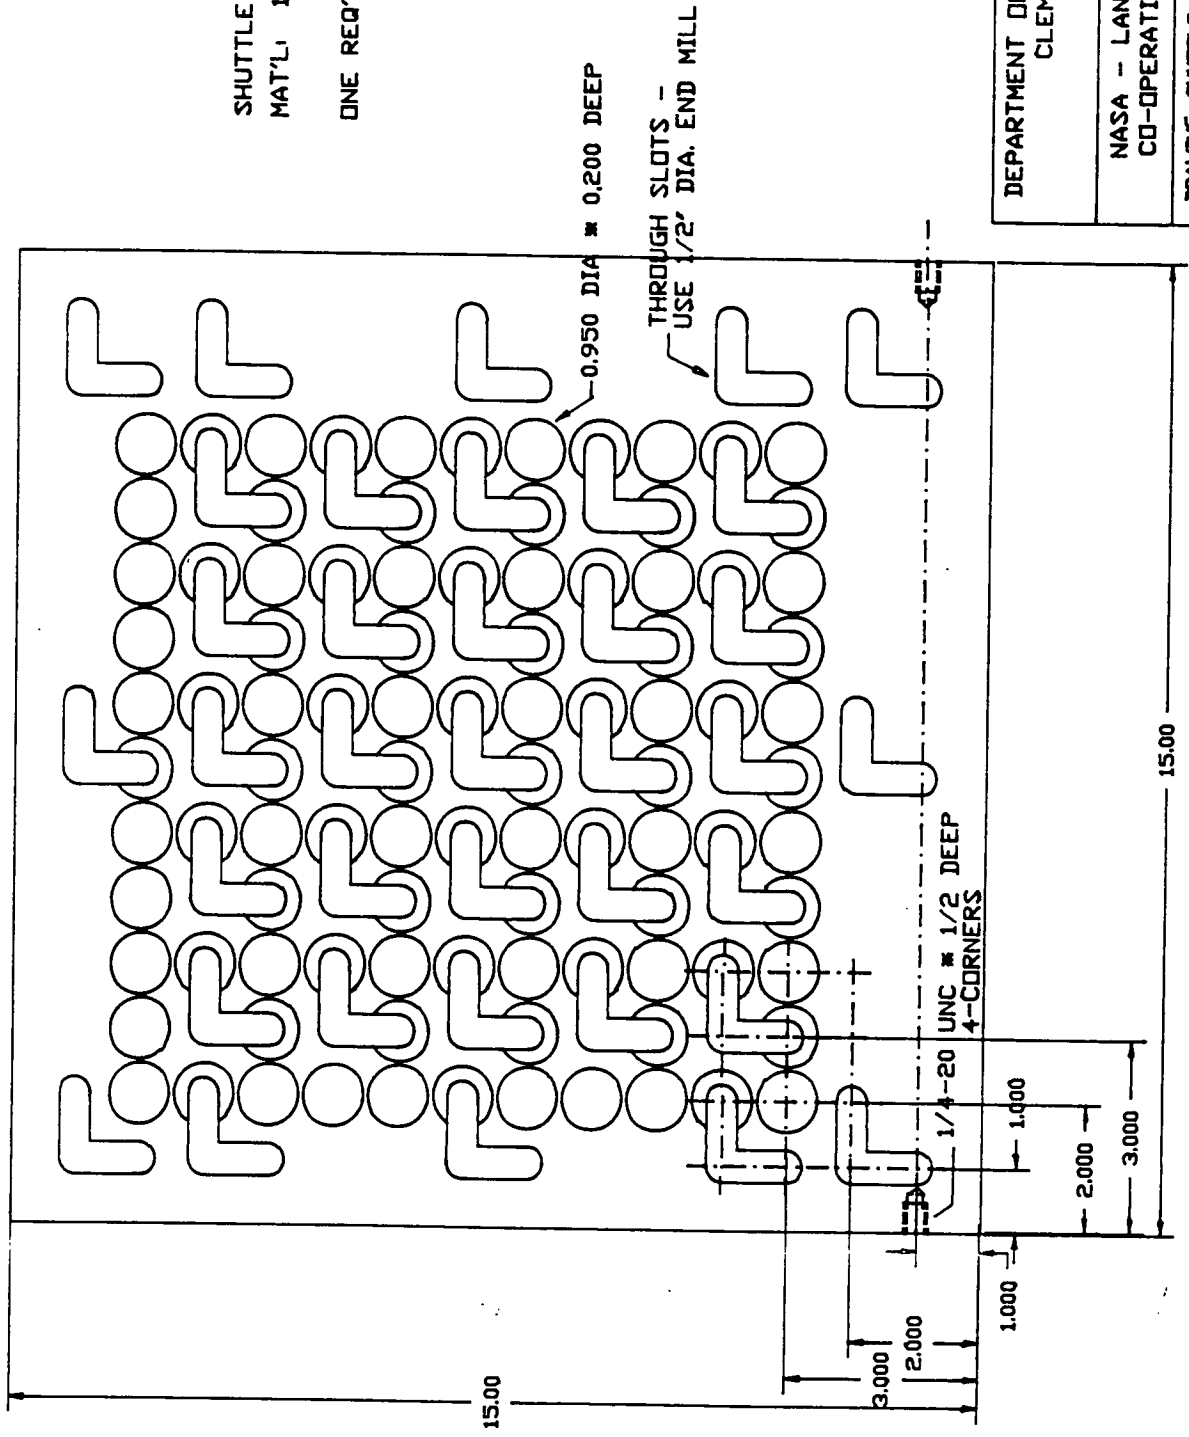 SHUTTLE
MAT'L:
ONE REQ'
0.950 DIA * 0.200 DEEP
THROUGH SLOTS -
USE 1/2" DIA. END MILL
1/4-20 UNC * 1/2 DEEP
4-CORNERS
15.00
3.000
2.000
1.000
1.000
2.000
3.000
15.00
DEPARTMENT
CLEM
NASA - LAN
CO-OPERATI